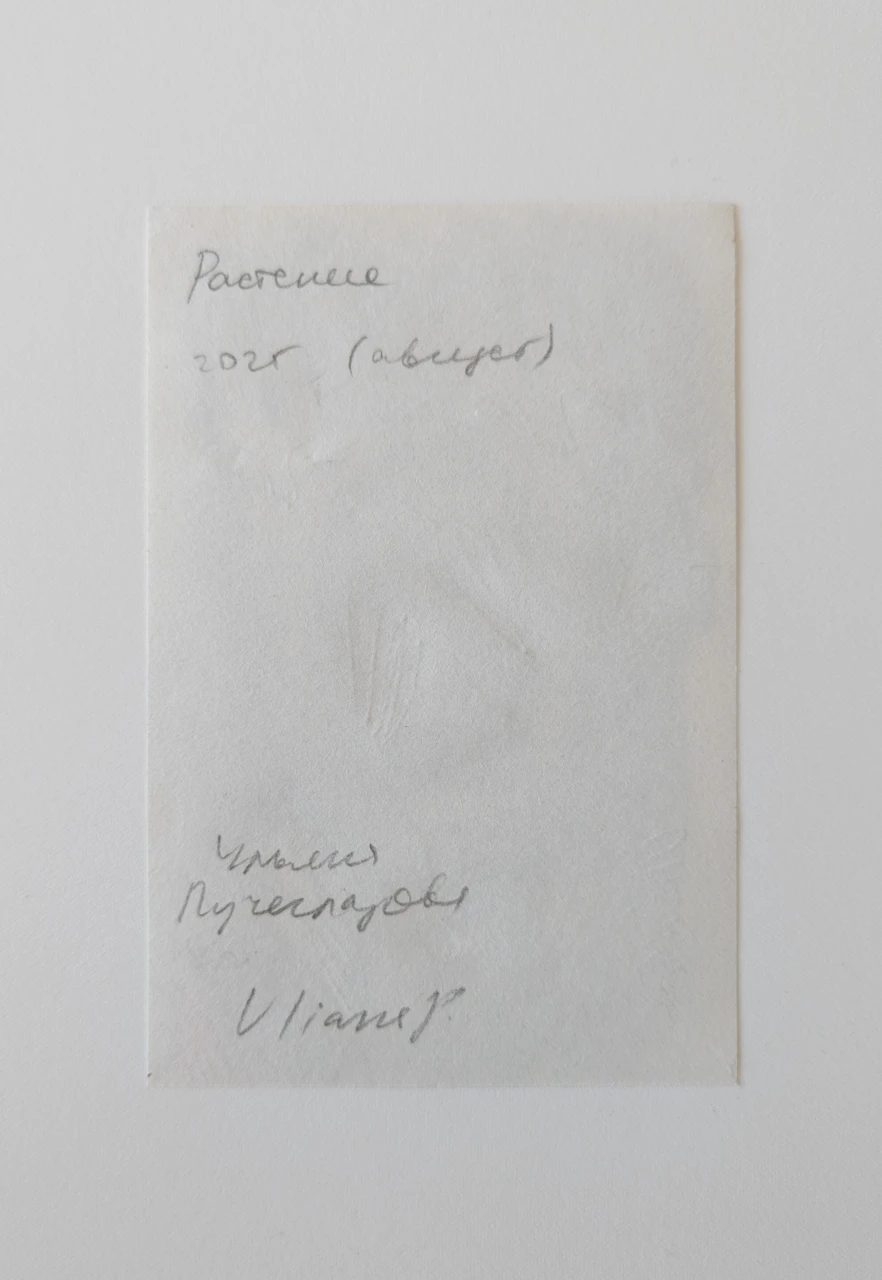 Растение
2025 (август)
Ульяна
Пучеглазова
Uliana P.